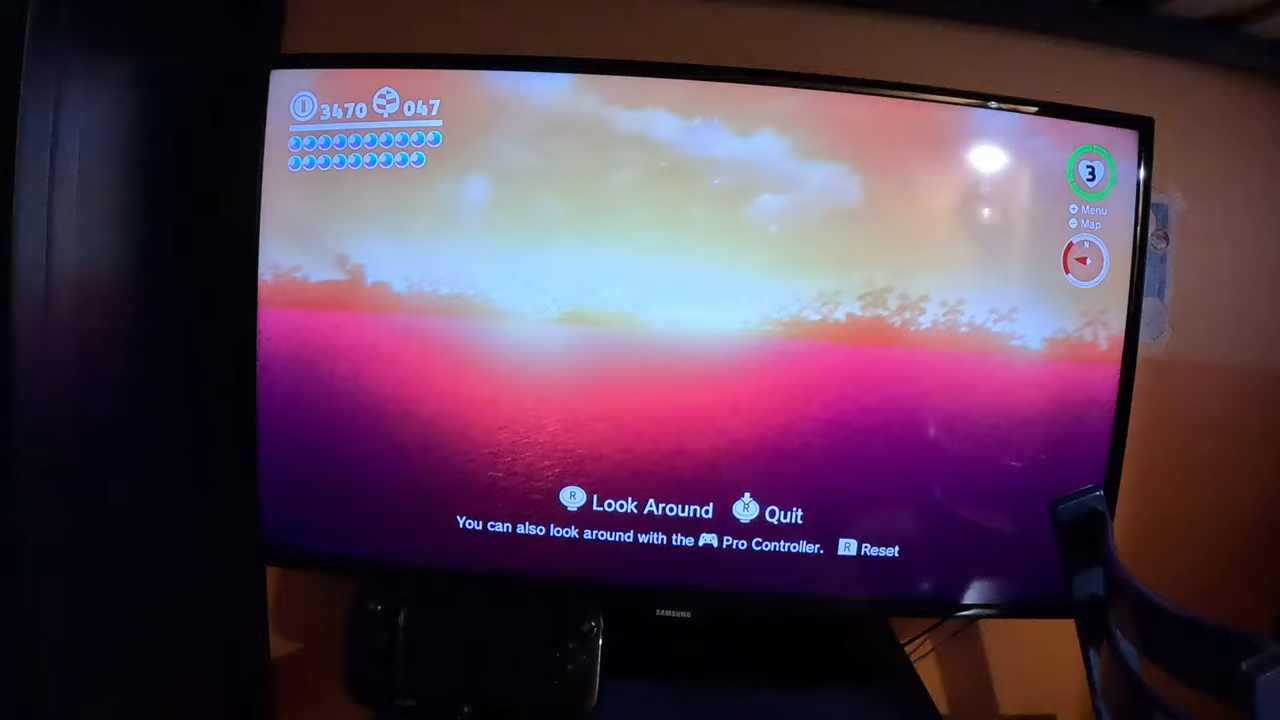 3470 047
3
Menu
Map
N
R Look Around R Quit
You can also look around with the Pro Controller. R Reset
SAMSUNG